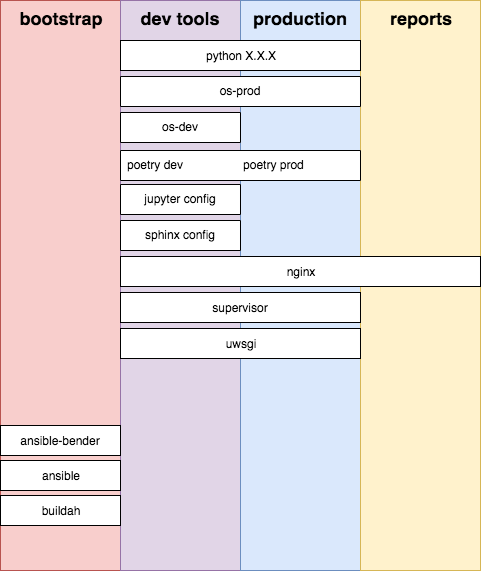 bootstrap
dev tools
production
reports
python X.X.X
os-prod
os-dev
poetry dev
poetry prod
jupyter config
sphinx config
nginx
supervisor
uwsgi
ansible-bender
ansible
buildah